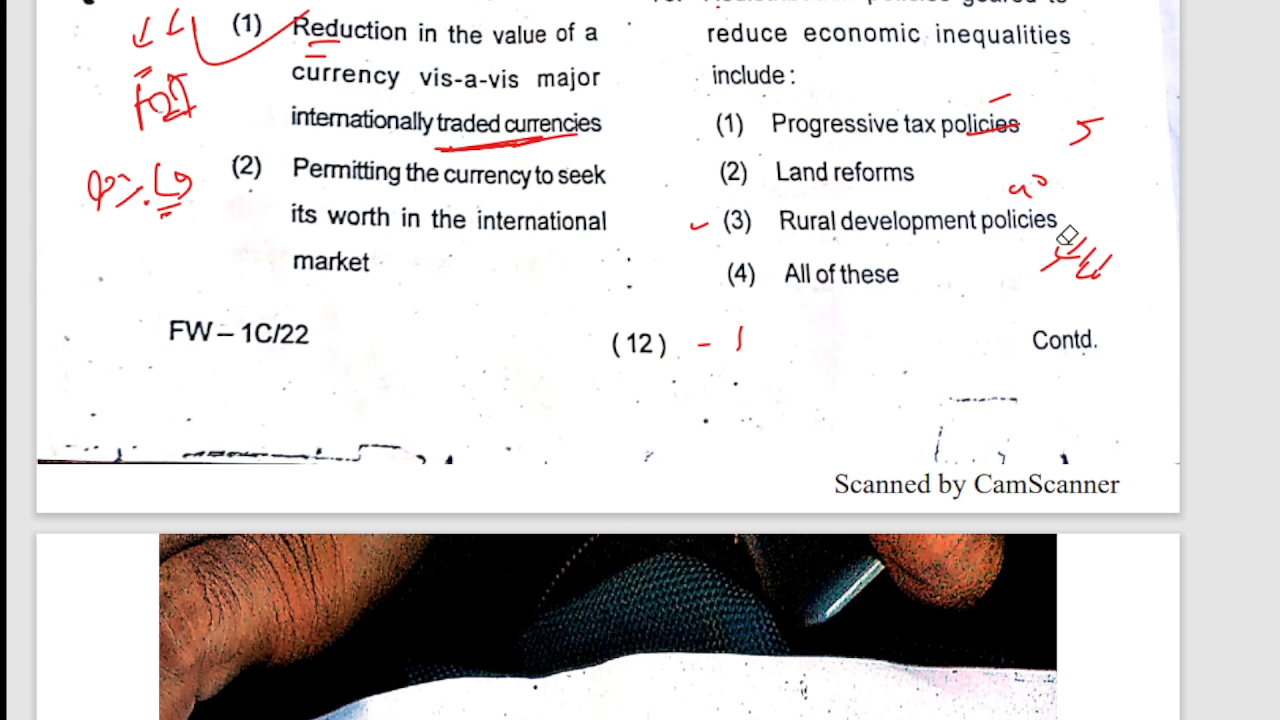 (1) Reduction in the value of a
currency vis-a-vis major
internationally traded currencies
(2) Permitting the currency to seek
its worth in the international
market
reduce economic inequalities
include :
(1) Progressive tax policies
(2) Land reforms
(3) Rural development policies
(4) All of these
FW – 1C/22
(12)
Contd.
Scanned by CamScanner